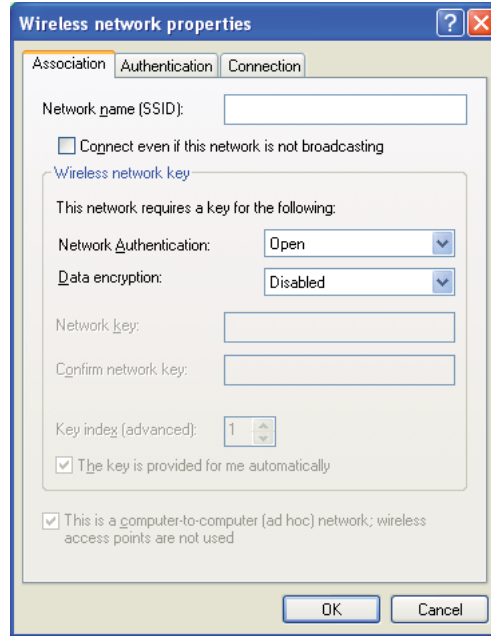 Wireless network properties
Association Authentication Connection
Network name (SSID):
Connect even if this network is not broadcasting
Wireless network key
This network requires a key for the following:
Network Authentication: Open
Data encryption: Disabled
Network key:
Confirm network key:
Key index (advanced): 1
The key is provided for me automatically
This is a computer-to-computer (ad hoc) network; wireless
access points are not used
OK Cancel